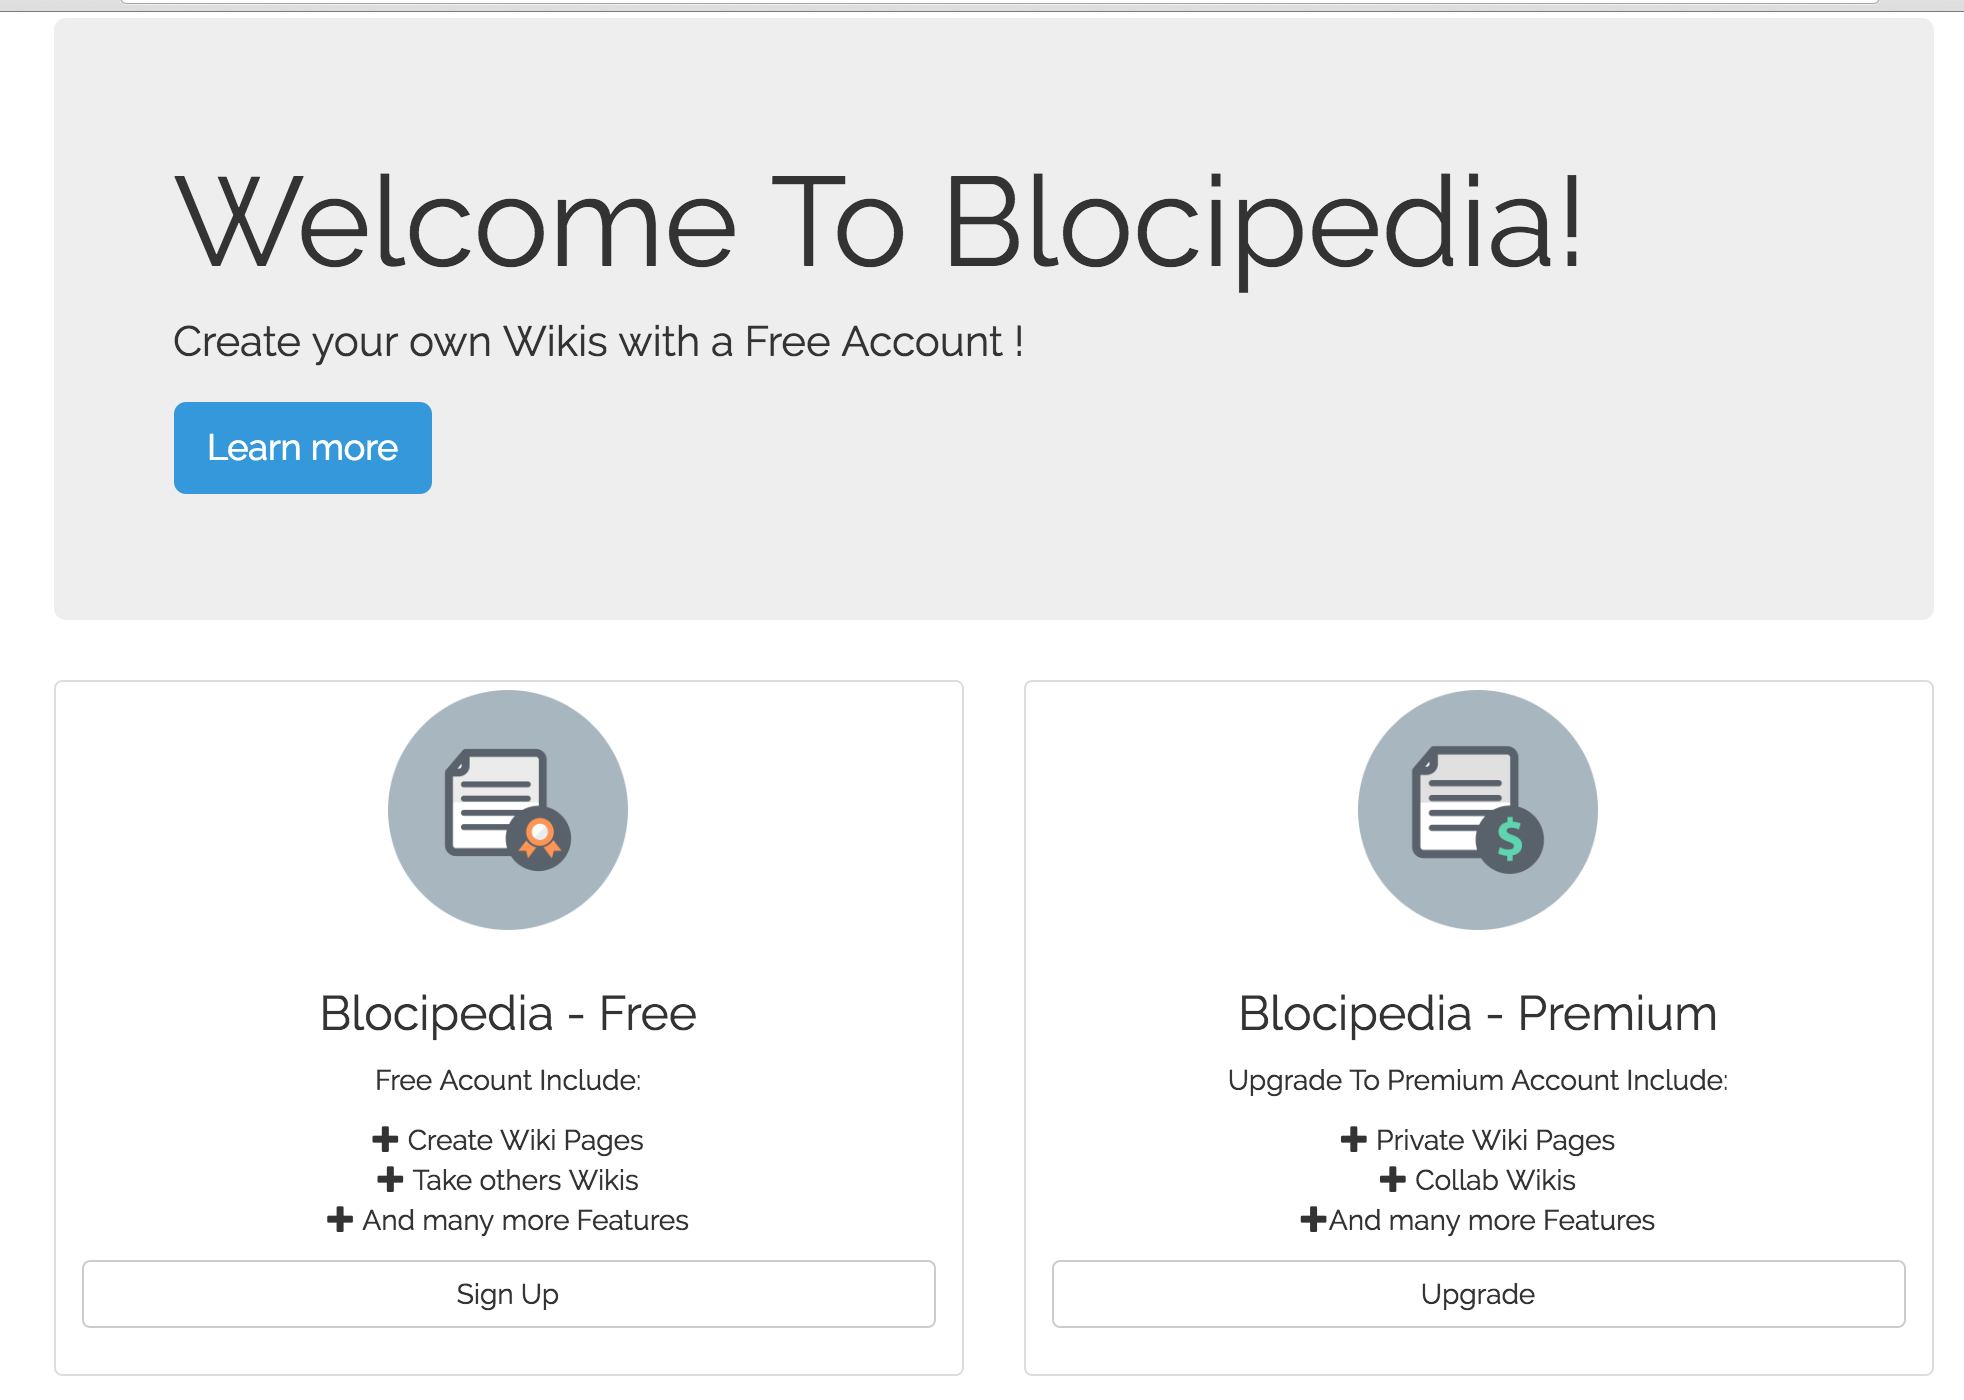 Welcome To Blocipedia!
Create your own Wikis with a Free Account !
Learn more
Blocipedia - Free
Free Acount Include:
Create Wiki Pages
Take others Wikis
And many more Features
Sign Up
Blocipedia - Premium
Upgrade To Premium Account Include:
Private Wiki Pages
Collab Wikis
And many more Features
Upgrade